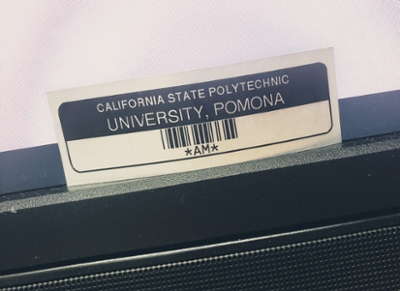 CALIFORNIA STATE POLYTECHNIC
UNIVERSITY, POMONA
*AM*